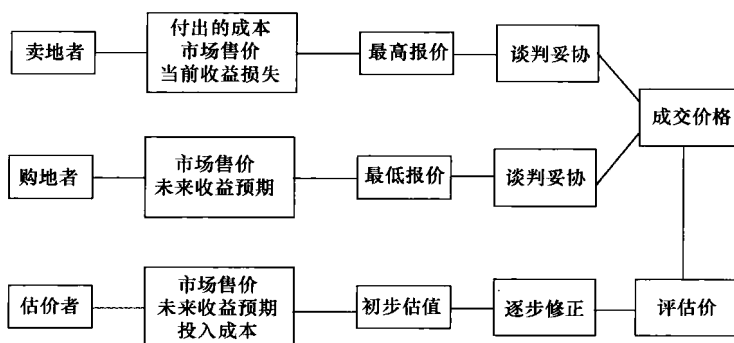 卖地者
付出的成本
市场售价
当前收益损失
最高报价
谈判妥协
成交价格
购地者
市场售价
未来收益预期
最低报价
谈判妥协
估价者
市场售价
未来收益预期
投入成本
初步估值
逐步修正
评估价